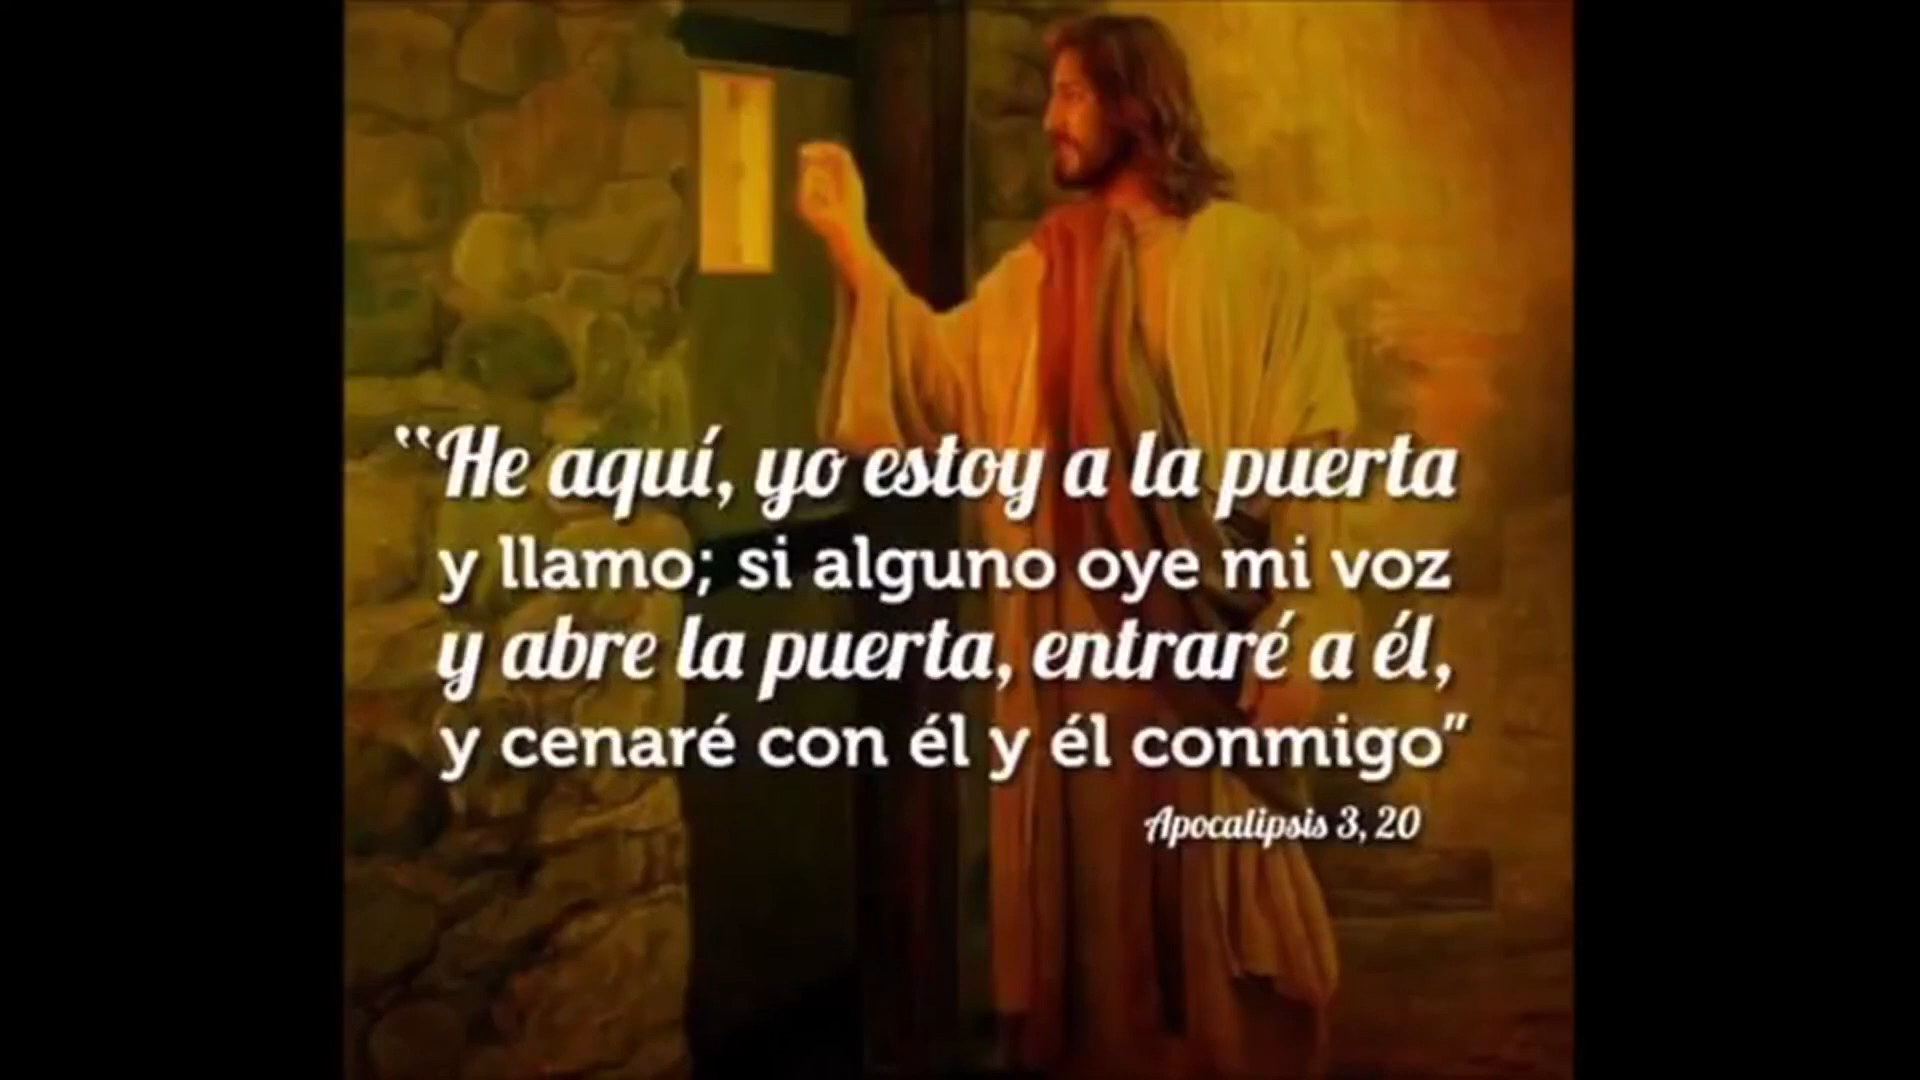 “He aquí, yo estoy a la puerta
y llamo; si alguno oye mi voz
y abre la puerta, entraré a él,
y cenaré con él y él conmigo"
Apocalipsis 3, 20